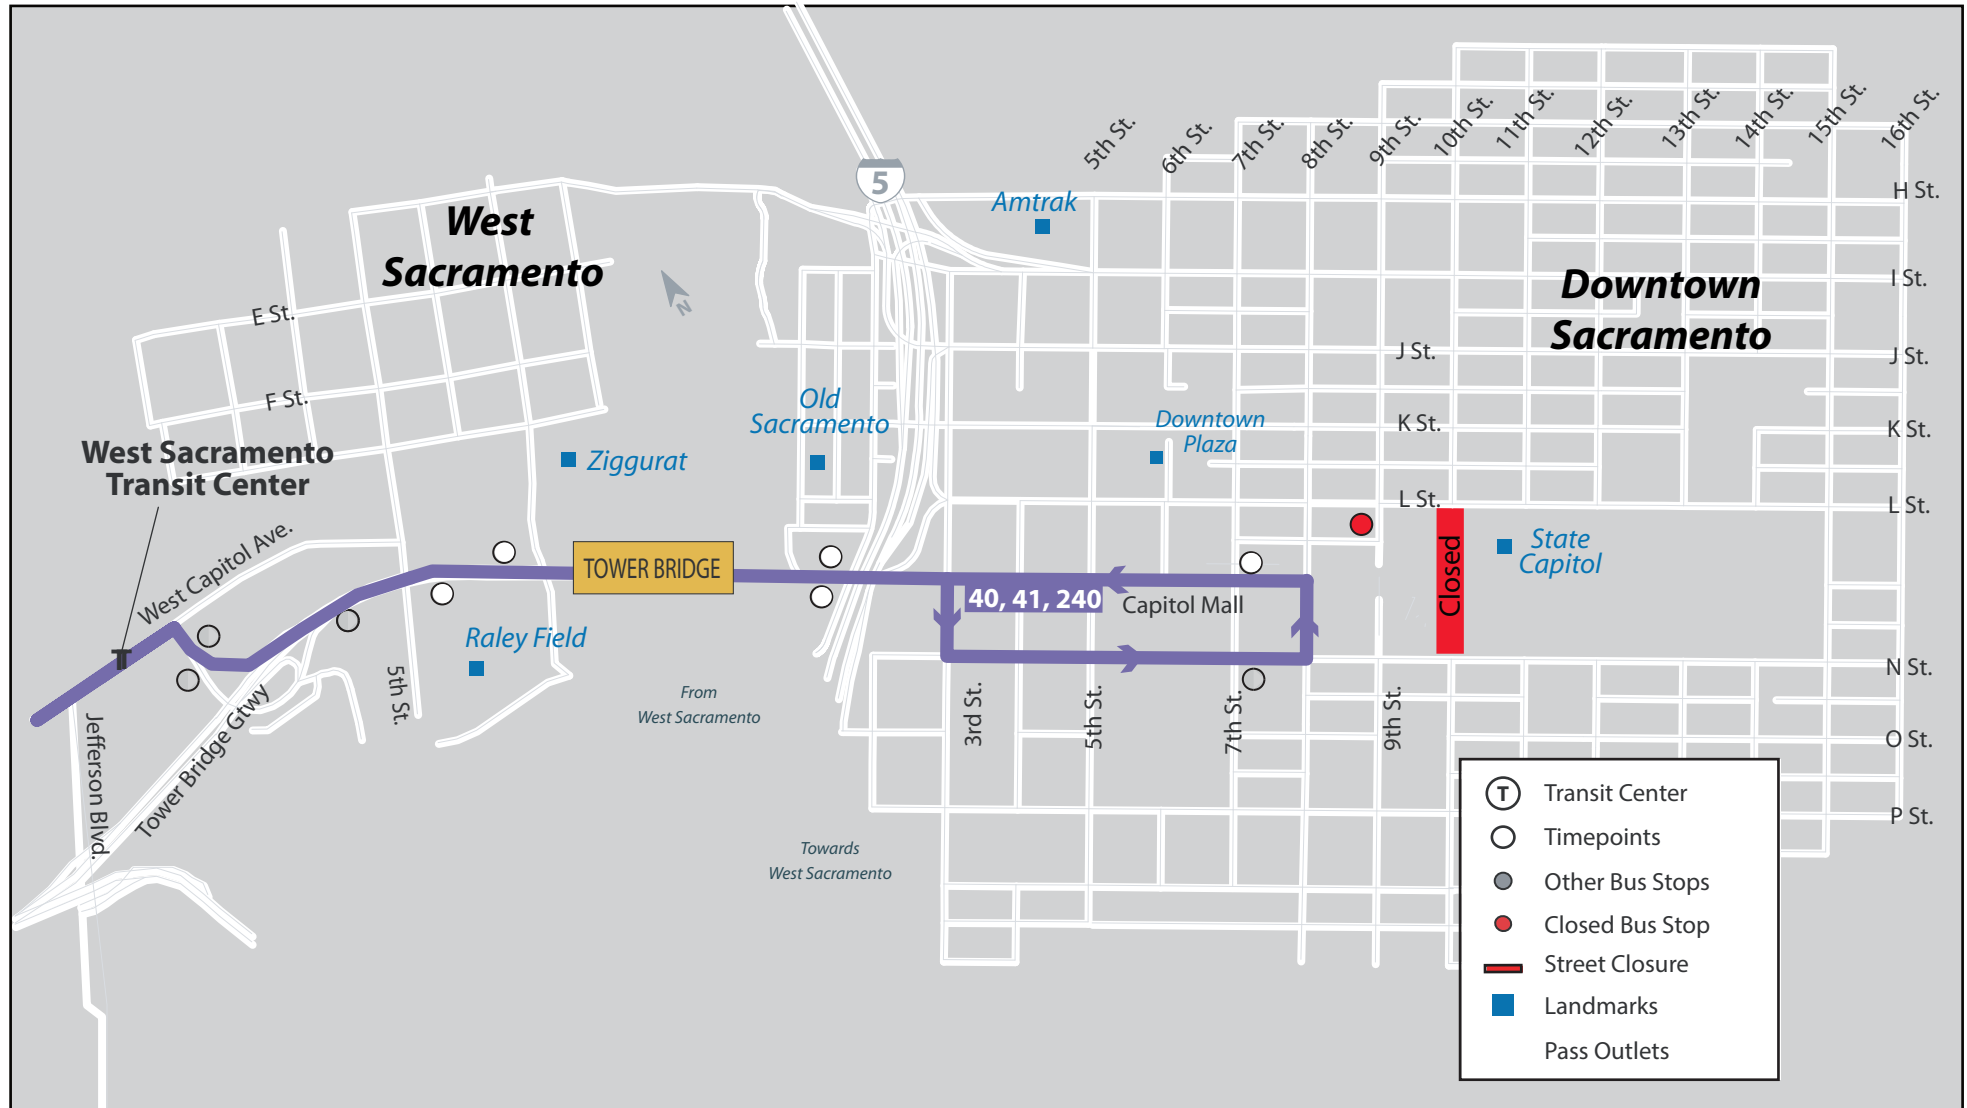 5th St.
6th St.
7th St.
8th St.
9th St.
10th St.
11th St.
12th St.
13th St.
14th St.
15th St.
16th St.
5
H St.
Amtrak
West
Sacramento
N
I St.
Downtown
Sacramento
E St.
J St.
J St.
F St.
Old
Sacramento
Downtown
Plaza
K St.
K St.
West Sacramento
Transit Center
Ziggurat
L St.
L St.
West Capitol Ave.
TOWER BRIDGE
Closed
State
Capitol
40, 41, 240
Capitol Mall
T
Raley Field
5th St.
N St.
From
West Sacramento
3rd St.
5th St.
7th St.
9th St.
Jefferson Blvd.
Tower Bridge Gtwy
O St.
P St.
Towards
West Sacramento
T Transit Center
Timepoints
Other Bus Stops
Closed Bus Stop
Street Closure
Landmarks
Pass Outlets